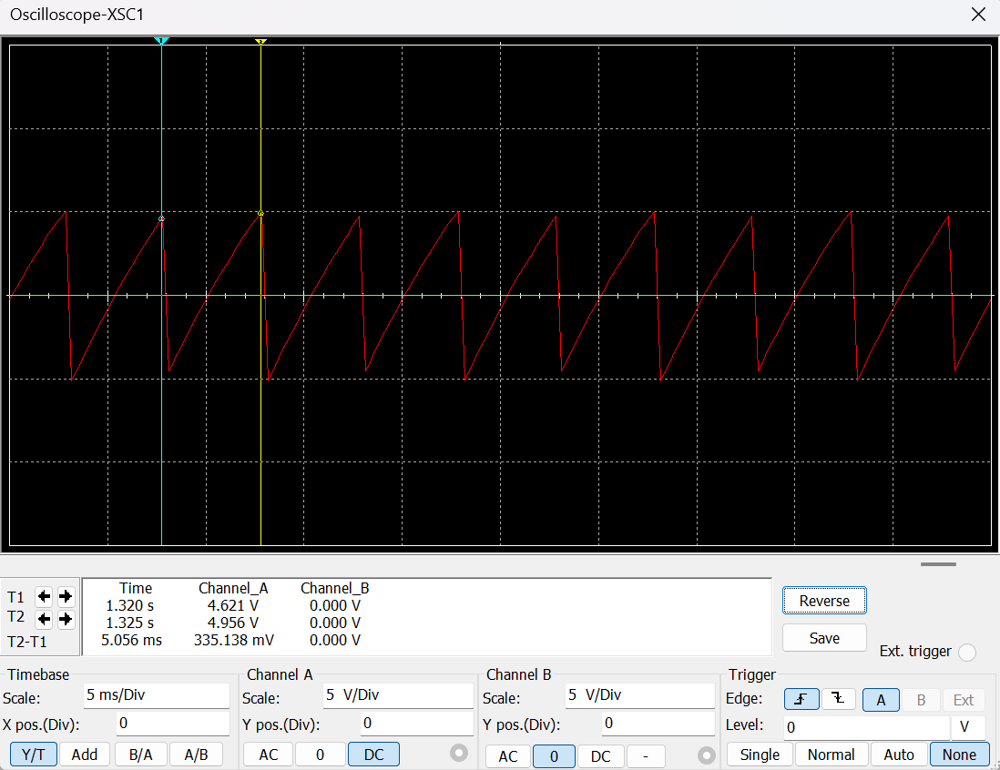 Oscilloscope-XSC1
1 2
T1
T2
T2-T1
Time Channel_A Channel_B
1.320 s 4.621 V 0.000 V
1.325 s 4.956 V 0.000 V
5.056 ms 335.138 mV 0.000 V
Reverse
Save
Ext. trigger
Timebase
Scale: 5 ms/Div
X pos.(Div): 0
Y/T Add B/A A/B
Channel A
Scale: 5 V/Div
Y pos.(Div): 0
AC 0 DC
Channel B
Scale: 5 V/Div
Y pos.(Div): 0
AC 0 DC -
Trigger
Edge: A B Ext
Level: 0 V
Single Normal Auto None